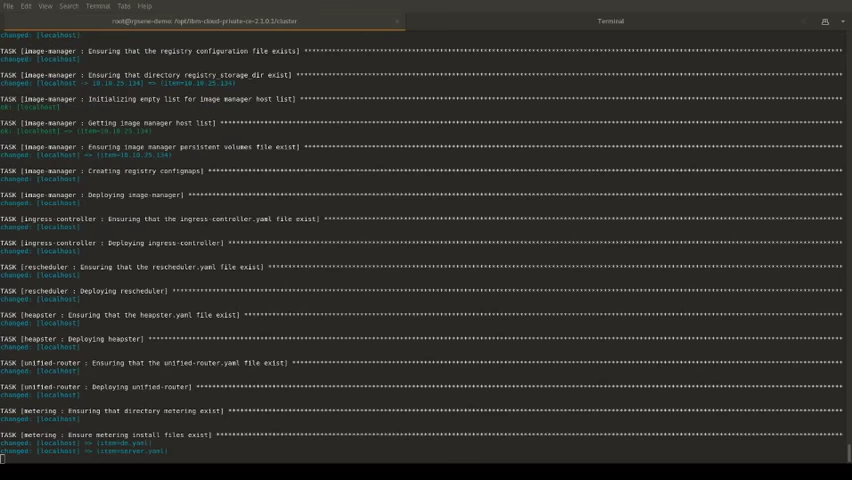 File Edit View Search Terminal Tabs Help
root@rpsene-demo: /opt/ibm-cloud-private-ce-2.1.0.1/cluster
Terminal
changed: [localhost]
TASK [image-manager : Ensuring that the registry configuration file exists] ****
changed: [localhost]
TASK [image-manager : Ensuring that directory registry_storage_dir exist] ****
changed: [localhost -> 10.10.25.134] => (item=10.10.25.134)
TASK [image-manager : Initializing empty list for image manager host list] ****
ok: [localhost]
TASK [image-manager : Getting image manager host list] ****
ok: [localhost] => (item=10.10.25.134)
TASK [image-manager : Ensuring image manager persistent volumes file exist] ****
changed: [localhost] => (item=10.10.25.134)
TASK [image-manager : Creating registry configmaps] ****
changed: [localhost]
TASK [image-manager : Deploying image-manager] ****
changed: [localhost]
TASK [ingress-controller : Ensuring that the ingress-controller.yaml file exist] ****
changed: [localhost]
TASK [ingress-controller : Deploying ingress-controller] ****
changed: [localhost]
TASK [rescheduler : Ensuring that the rescheduler.yaml file exist] ****
changed: [localhost]
TASK [rescheduler : Deploying rescheduler] ****
changed: [localhost]
TASK [heapster : Ensuring that the heapster.yaml file exist] ****
changed: [localhost]
TASK [heapster : Deploying heapster] ****
changed: [localhost]
TASK [unified-router : Ensuring that the unified-router.yaml file exist] ****
changed: [localhost]
TASK [unified-router : Deploying unified-router] ****
changed: [localhost]
TASK [metering : Ensuring that directory metering exist] ****
changed: [localhost]
TASK [metering : Ensure metering install files exist] ****
changed: [localhost] => (item=dm.yaml)
changed: [localhost] => (item=server.yaml)